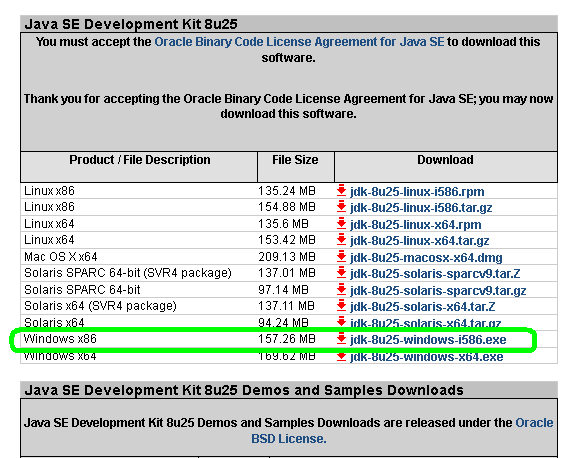 Java SE Development Kit 8u25
You must accept the Oracle Binary Code License Agreement for Java SE to download this
software.
Thank you for accepting the Oracle Binary Code License Agreement for Java SE; you may now
download this software.
Product / File Description File Size Download
Linux x86 135.24 MB jdk-8u25-linux-i586.rpm
Linux x86 154.88 MB jdk-8u25-linux-i586.tar.gz
Linux x64 135.6 MB jdk-8u25-linux-x64.rpm
Linux x64 153.42 MB jdk-8u25-linux-x64.tar.gz
Mac OS X x64 209.13 MB jdk-8u25-macosx-x64.dmg
Solaris SPARC 64-bit (SVR4 package) 137.01 MB jdk-8u25-solaris-sparcv9.tar.Z
Solaris SPARC 64-bit 97.14 MB jdk-8u25-solaris-sparcv9.tar.gz
Solaris x64 (SVR4 package) 137.11 MB jdk-8u25-solaris-x64.tar.Z
Solaris x64 94.24 MB jdk-8u25-solaris-x64.tar.gz
Windows x86 157.26 MB jdk-8u25-windows-i586.exe
Windows x64 169.62 MB jdk-8u25-windows-x64.exe
Java SE Development Kit 8u25 Demos and Samples Downloads
Java SE Development Kit 8u25 Demos and Samples Downloads are released under the Oracle
BSD License.